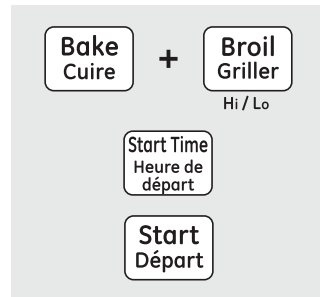 Bake + Broil
Cuire Griller
Hi / Lo
Start Time
Heure de
départ
Start
Départ